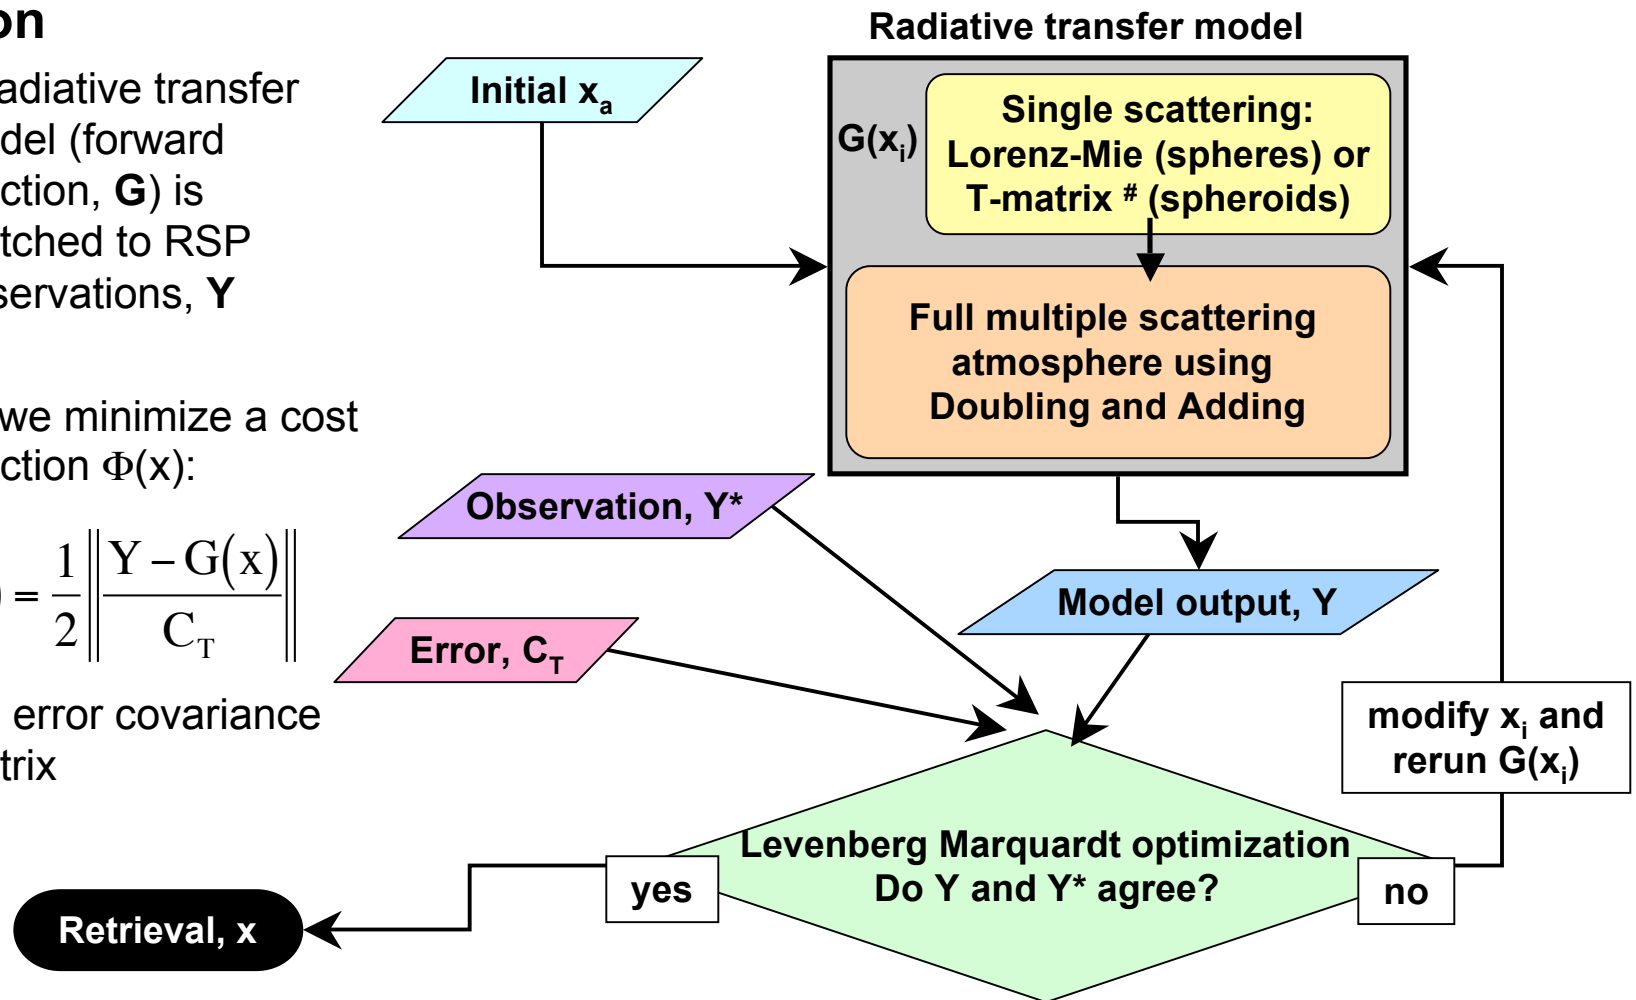 on
adiative transfer
del (forward
ction, G) is
tched to RSP
servations, Y
we minimize a cost
ction Φ(x):
) = 1/2 ‖ (Y – G(x)) / C_T ‖
error covariance
trix
Radiative transfer model
Initial x_a
G(x_i)
Single scattering:
Lorenz-Mie (spheres) or
T-matrix # (spheroids)
Full multiple scattering
atmosphere using
Doubling and Adding
Observation, Y*
Model output, Y
Error, C_T
modify x_i and
rerun G(x_i)
Levenberg Marquardt optimization
Do Y and Y* agree?
yes
no
Retrieval, x